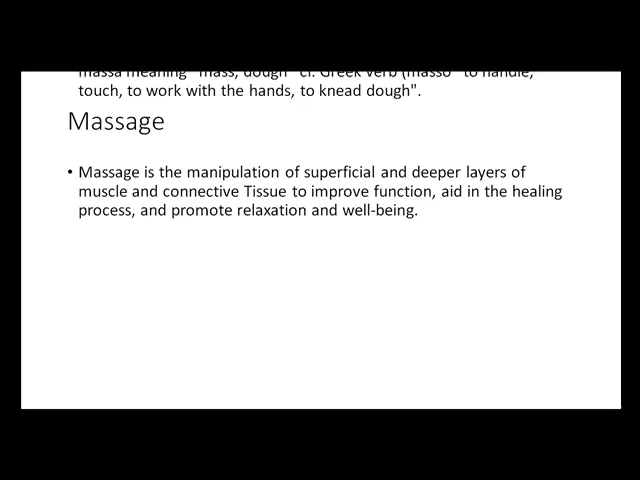 massa meaning "mass, dough" cf. Greek verb (masso "to handle,
touch, to work with the hands, to knead dough".
Massage
• Massage is the manipulation of superficial and deeper layers of
muscle and connective Tissue to improve function, aid in the healing
process, and promote relaxation and well-being.